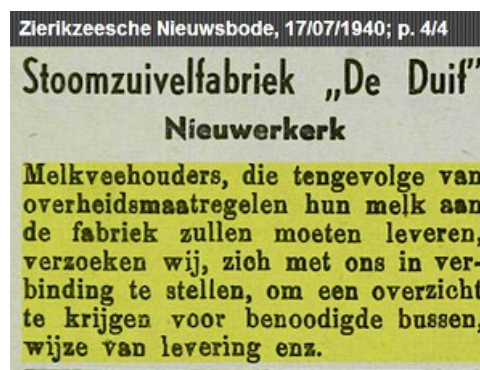 Zierikzeesche Nieuwsbode, 17/07/1940; p. 4/4
Stoomzuivelfabriek „De Duif"
Nieuwerkerk
Melkveehouders, die tengevolge van
overheidsmaatregelen hun melk aan
de fabriek zullen moeten leveren,
verzoeken wij, zich met ons in ver-
binding te stellen, om een overzicht
te krijgen voor benoodigde bussen,
wijze van levering enz.